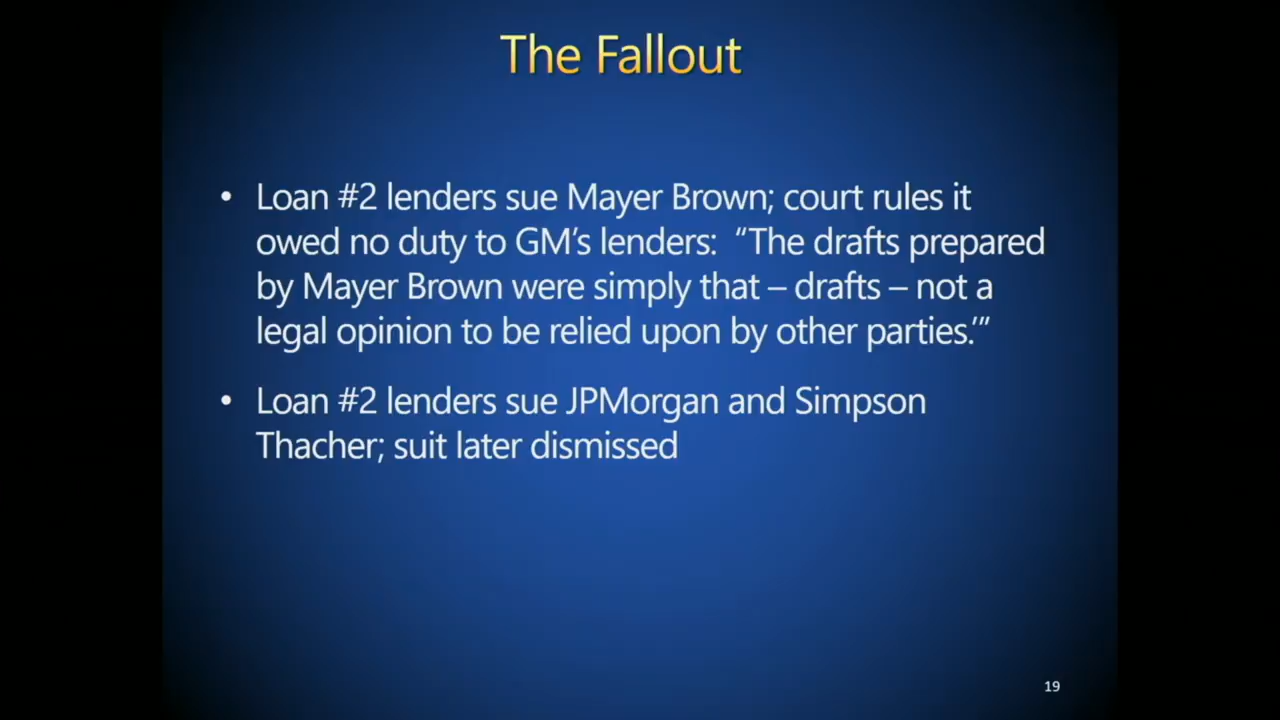 The Fallout
• Loan #2 lenders sue Mayer Brown; court rules it
owed no duty to GM’s lenders:  “The drafts prepared
by Mayer Brown were simply that – drafts – not a
legal opinion to be relied upon by other parties.’”
• Loan #2 lenders sue JPMorgan and Simpson
Thacher; suit later dismissed
19